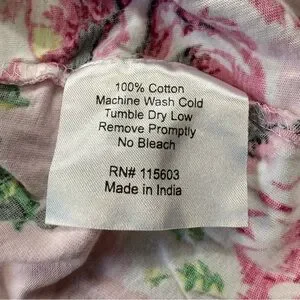 100% Cotton
Machine Wash Cold
Tumble Dry Low
Remove Promptly
No Bleach
RN# 115603
Made in India